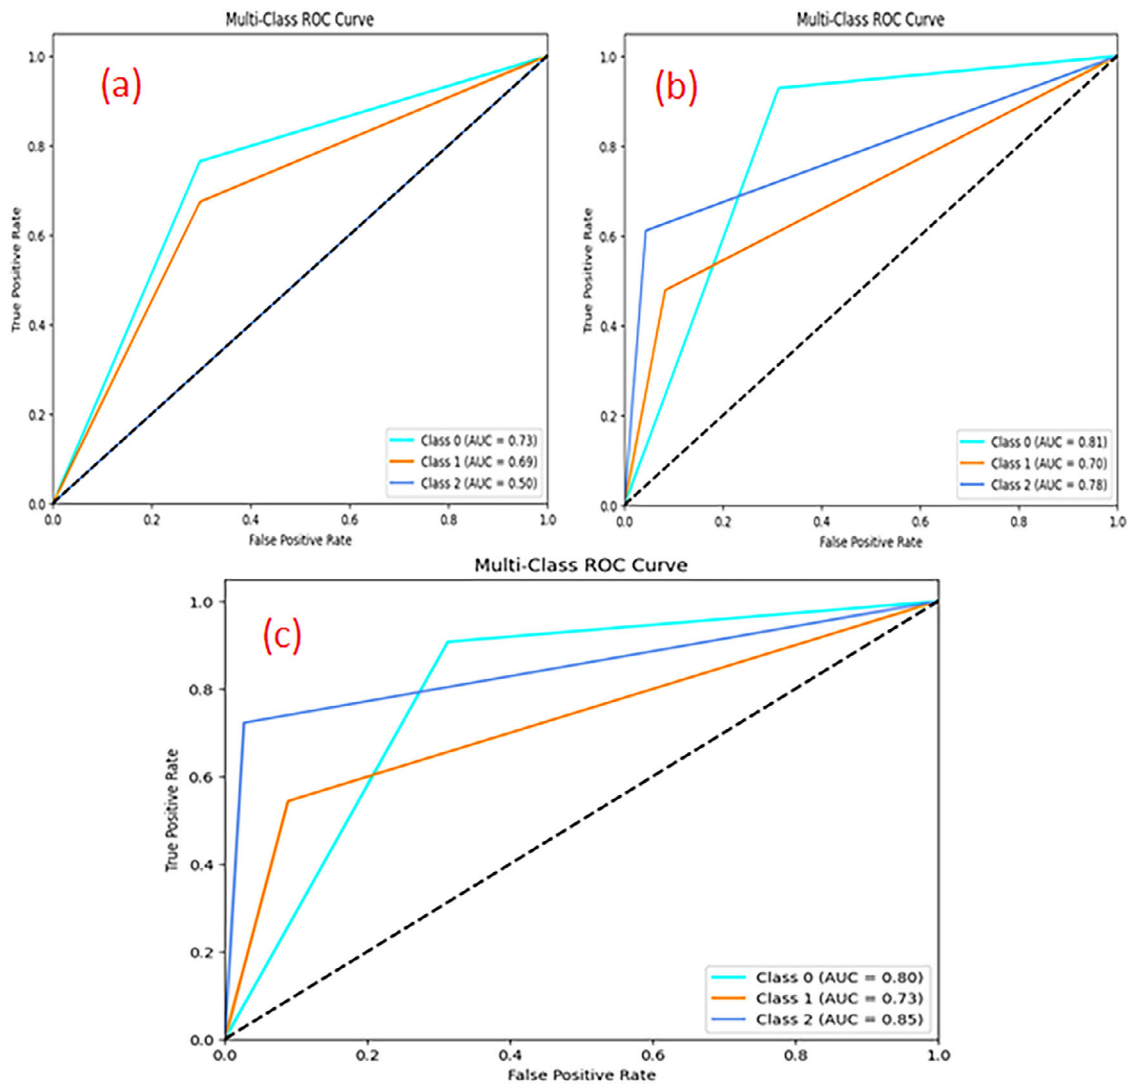 Multi-Class ROC Curve
(a)
True Positive Rate
1.0
0.8
0.6
0.4
0.2
0.0
Class 0 (AUC = 0.73)
Class 1 (AUC = 0.69)
Class 2 (AUC = 0.50)
0.0 0.2 0.4 0.6 0.8 1.0
False Positive Rate
Multi-Class ROC Curve
(b)
True Positive Rate
1.0
0.8
0.6
0.4
0.2
0.0
Class 0 (AUC = 0.81)
Class 1 (AUC = 0.70)
Class 2 (AUC = 0.78)
0.0 0.2 0.4 0.6 0.8 1.0
False Positive Rate
Multi-Class ROC Curve
(c)
True Positive Rate
1.0
0.8
0.6
0.4
0.2
0.0
Class 0 (AUC = 0.80)
Class 1 (AUC = 0.73)
Class 2 (AUC = 0.85)
0.0 0.2 0.4 0.6 0.8 1.0
False Positive Rate